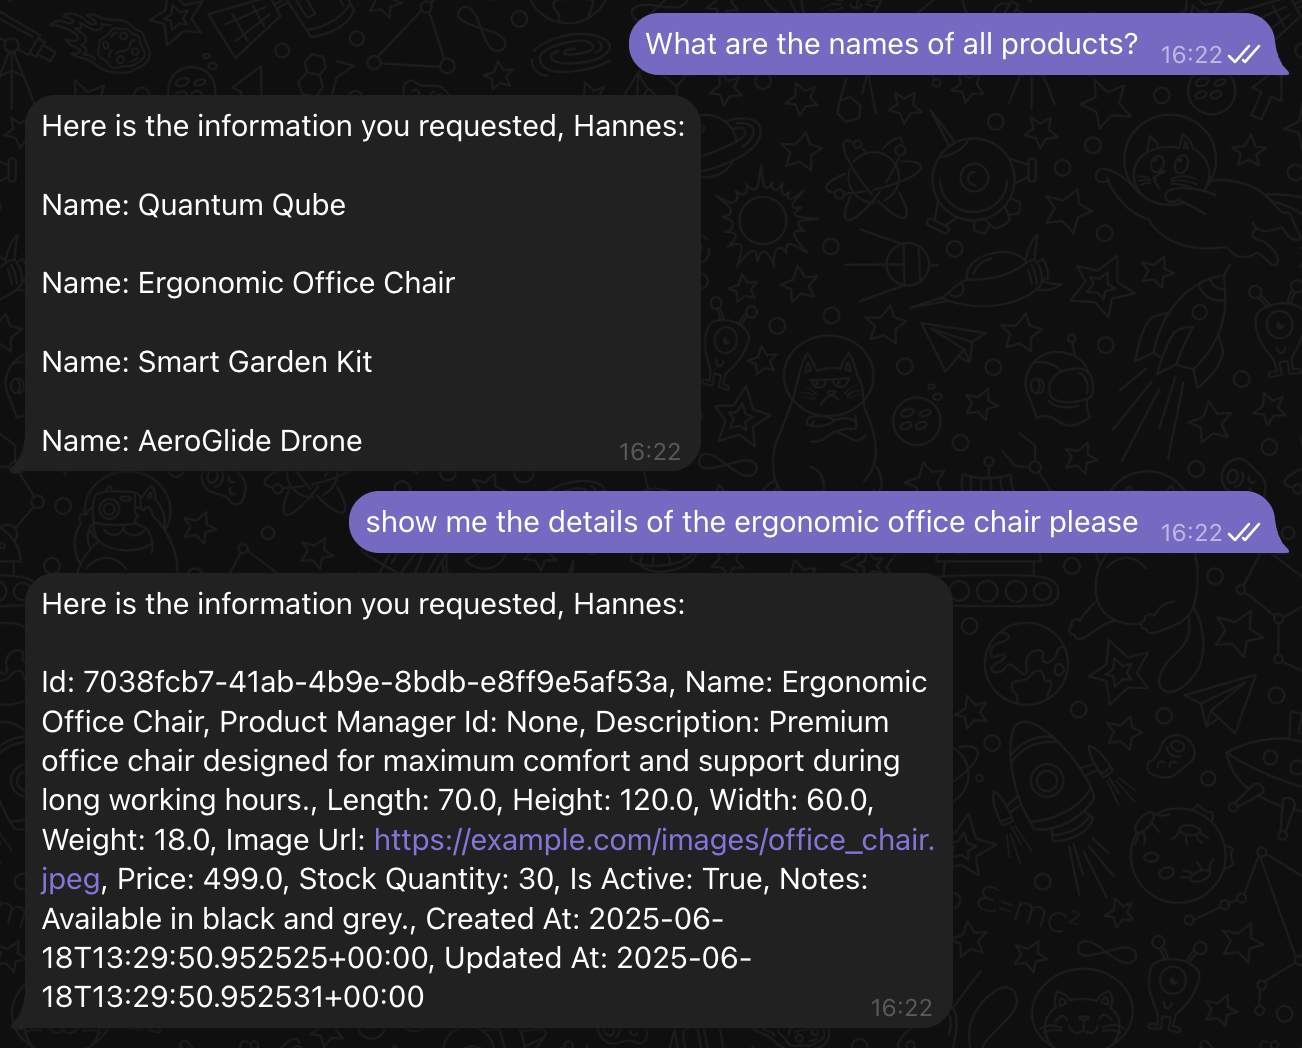 What are the names of all products? 16:22
Here is the information you requested, Hannes:
Name: Quantum Qube
Name: Ergonomic Office Chair
Name: Smart Garden Kit
Name: AeroGlide Drone
16:22
show me the details of the ergonomic office chair please 16:22
Here is the information you requested, Hannes:
Id: 7038fcb7-41ab-4b9e-8bdb-e8ff9e5af53a, Name: Ergonomic
Office Chair, Product Manager Id: None, Description: Premium
office chair designed for maximum comfort and support during
long working hours., Length: 70.0, Height: 120.0, Width: 60.0,
Weight: 18.0, Image Url: https://example.com/images/office_chair.
jpeg, Price: 499.0, Stock Quantity: 30, Is Active: True, Notes:
Available in black and grey., Created At: 2025-06-
18T13:29:50.952525+00:00, Updated At: 2025-06-
18T13:29:50.952531+00:00
16:22
ε=mc²